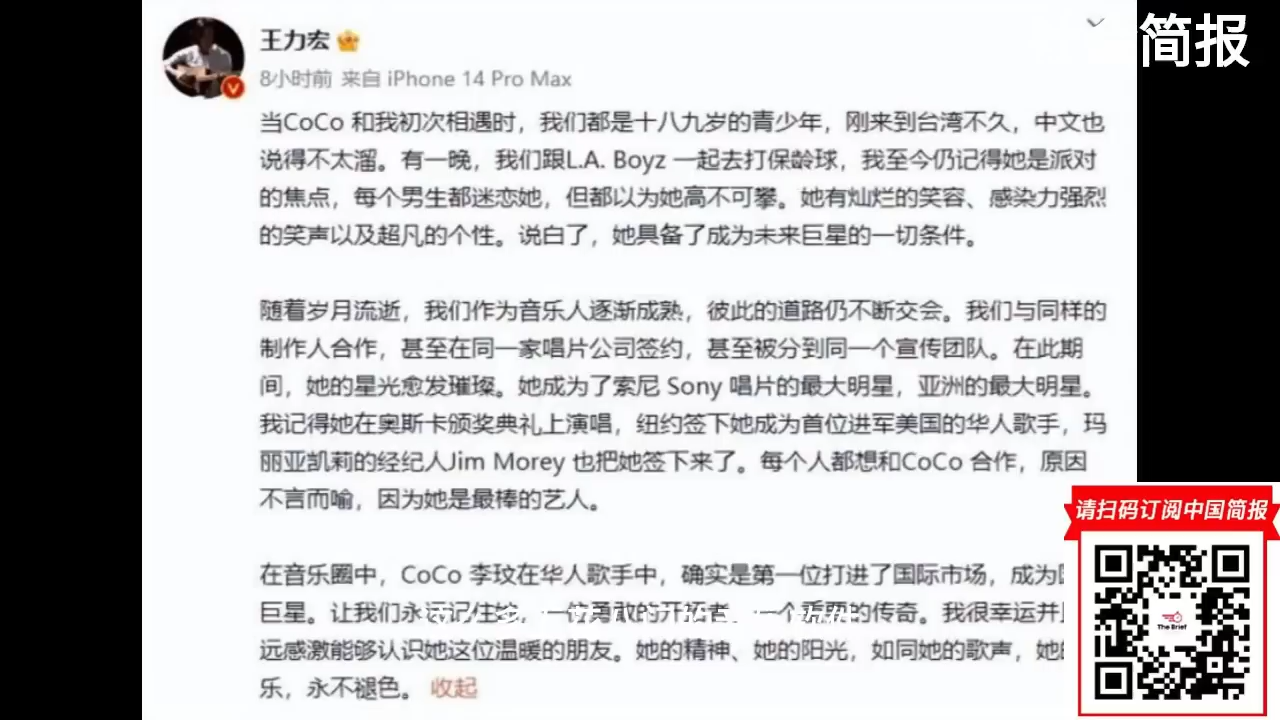 王力宏
简报
8小时前 来自 iPhone 14 Pro Max
当CoCo 和我初次相遇时，我们都是十八九岁的青少年，刚来到台湾不久，中文也
说得不太溜。有一晚，我们跟L.A. Boyz 一起去打保龄球，我至今仍记得她是派对
的焦点，每个男生都迷恋她，但都以为她高不可攀。她有灿烂的笑容、感染力强烈
的笑声以及超凡的个性。说白了，她具备了成为未来巨星的一切条件。
随着岁月流逝，我们作为音乐人逐渐成熟，彼此的道路仍不断交会。我们与同样的
制作人合作，甚至在同一家唱片公司签约，甚至被分到同一个宣传团队。在此期
间，她的星光愈发璀璨。她成为了索尼 Sony 唱片的最大明星，亚洲的最大明星。
我记得她在奥斯卡颁奖典礼上演唱，纽约签下她成为首位进军美国的华人歌手，玛
丽亚凯莉的经纪人Jim Morey 也把她签下来了。每个人都想和CoCo 合作，原因
不言而喻，因为她是最棒的艺人。
请扫码订阅中国简报
在音乐圈中，CoCo 李玟在华人歌手中，确实是第一位打进了国际市场，成为
巨星。让我们永远记住 一 勇敢的开 一个重要的传奇。我很幸运并
远感激能够认识她这位温暖的朋友。她的精神、她的阳光，如同她的歌声，她
乐，永不褪色。 收起
The Brief